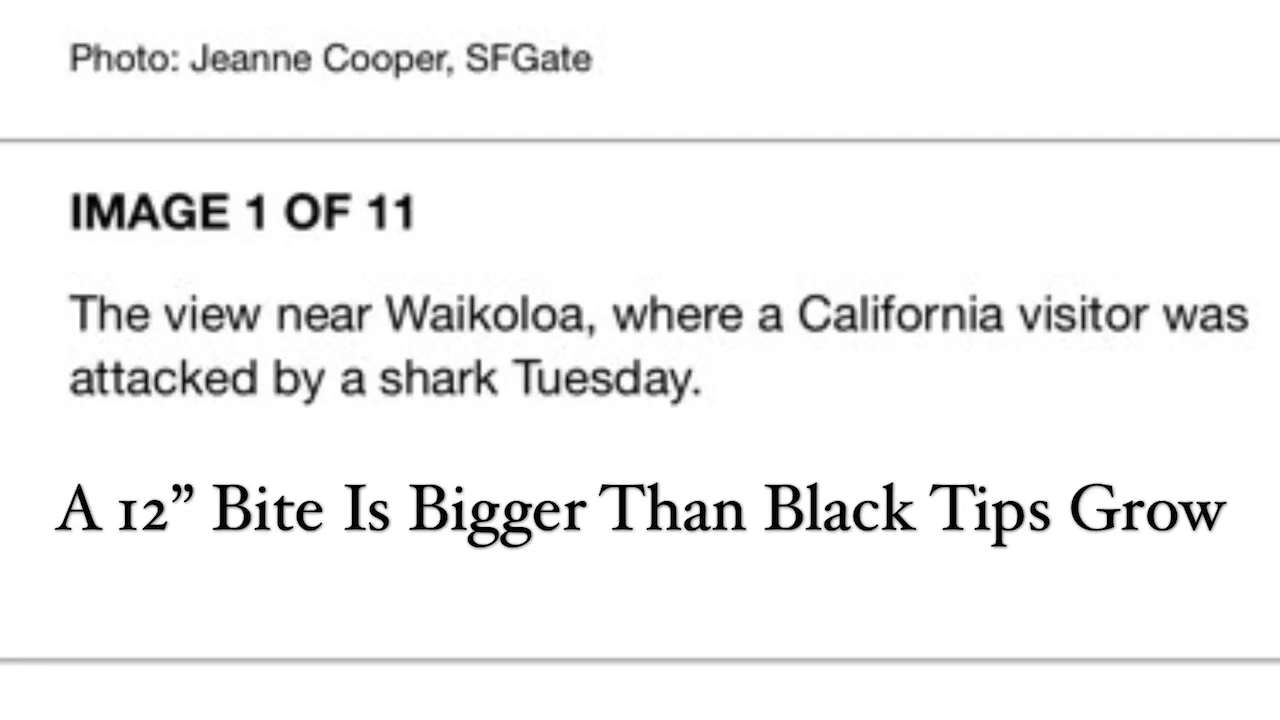 Photo: Jeanne Cooper, SFGate
IMAGE 1 OF 11
The view near Waikoloa, where a California visitor was
attacked by a shark Tuesday.
A 12” Bite Is Bigger Than Black Tips Grow